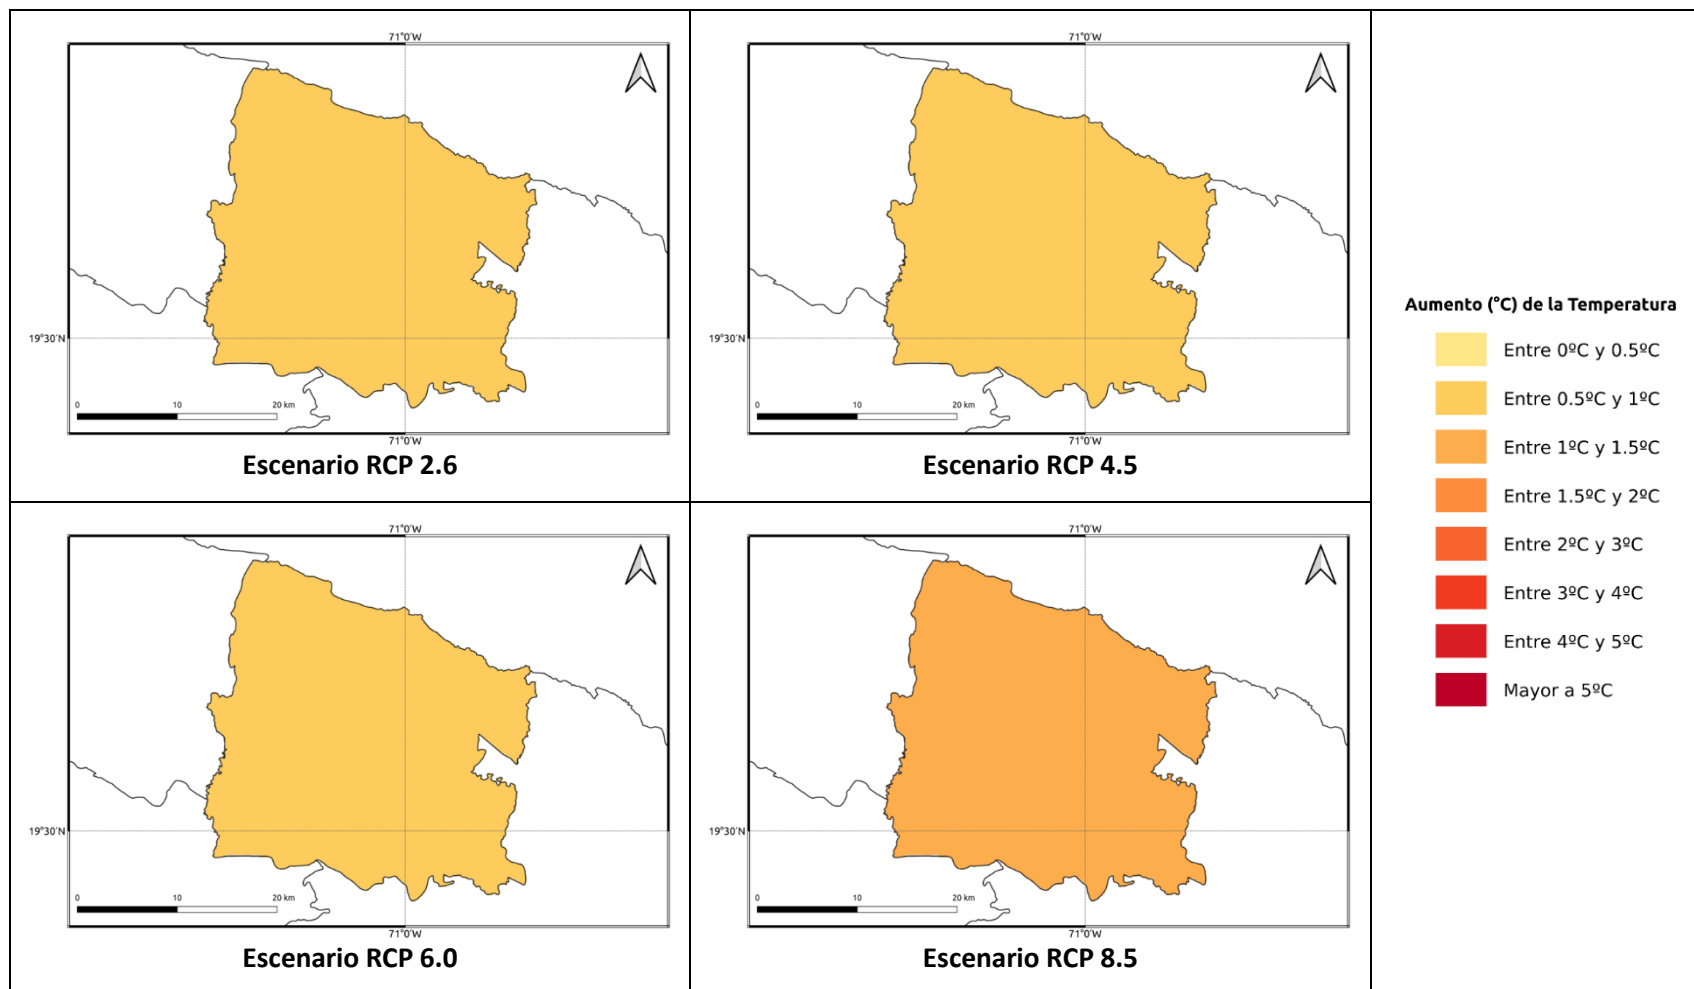 71°0'W
19°30'N
0 10 20 km
71°0'W
Escenario RCP 2.6
71°0'W
19°30'N
0 10 20 km
71°0'W
Escenario RCP 4.5
71°0'W
19°30'N
0 10 20 km
71°0'W
Escenario RCP 6.0
71°0'W
19°30'N
0 10 20 km
71°0'W
Escenario RCP 8.5
Aumento (°C) de la Temperatura
Entre 0ºC y 0.5ºC
Entre 0.5ºC y 1ºC
Entre 1ºC y 1.5ºC
Entre 1.5ºC y 2ºC
Entre 2ºC y 3ºC
Entre 3ºC y 4ºC
Entre 4ºC y 5ºC
Mayor a 5ºC